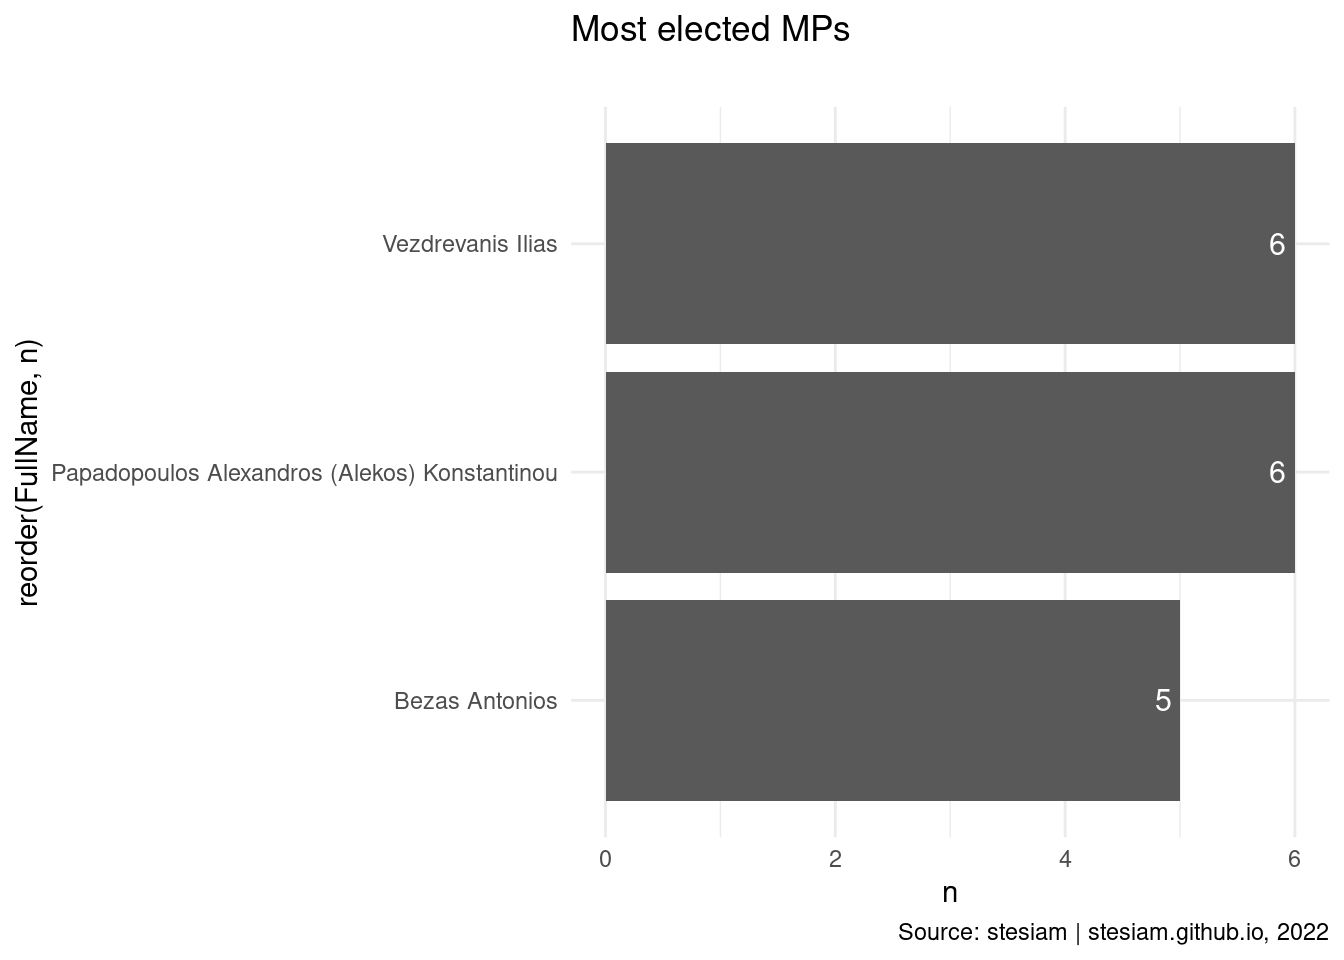 Most elected MPs
reorder(FullName, n)
Vezdrevanis Ilias
6
Papadopoulos Alexandros (Alekos) Konstantinou
6
Bezas Antonios
5
0 2 4 6
n
Source: stesiam | stesiam.github.io, 2022